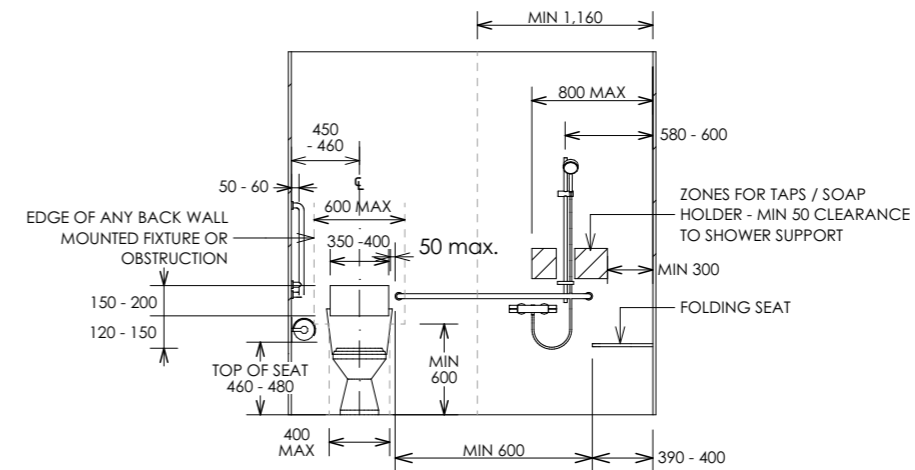 MIN 1,160
800 MAX
450
- 460
580 - 600
50 - 60
℄
600 MAX
ZONES FOR TAPS / SOAP
HOLDER - MIN 50 CLEARANCE
TO SHOWER SUPPORT
EDGE OF ANY BACK WALL
MOUNTED FIXTURE OR
OBSTRUCTION
350 -400
50 max.
MIN 300
150 - 200
FOLDING SEAT
120 - 150
TOP OF SEAT
460 - 480
MIN
600
400
MAX
MIN 600
390 - 400